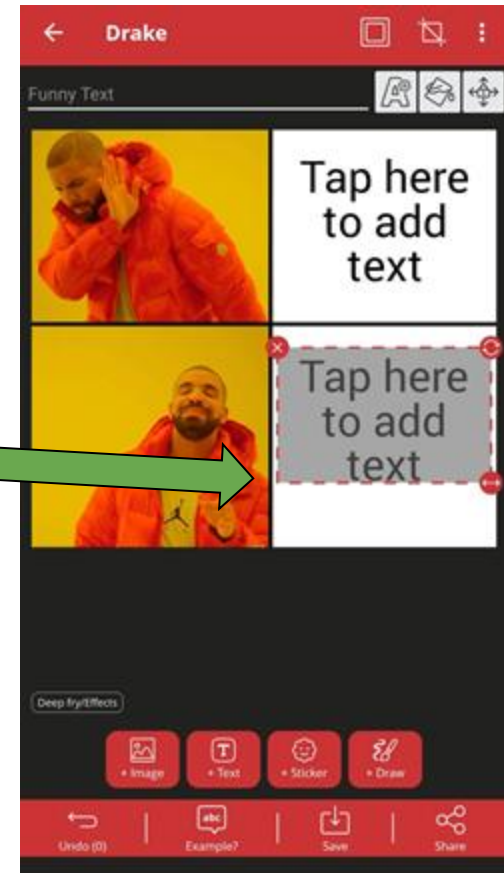 Drake
Funny Text
Tap here
to add
text
Tap here
to add
text
Deep fry/Effects
+ Image
+ Text
+ Sticker
+ Draw
Undo (0)
Example?
Save
Share